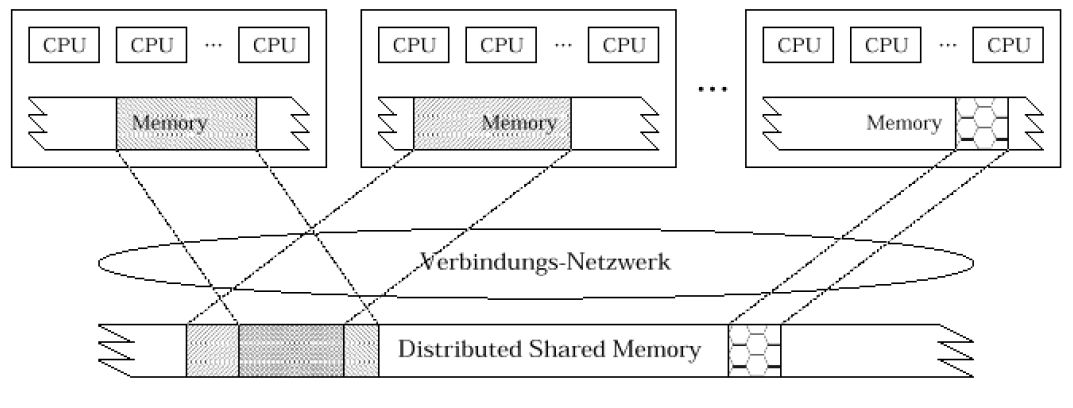 CPU CPU ... CPU
Memory
CPU CPU ... CPU
Memory
...
CPU CPU ... CPU
Memory
Verbindungs-Netzwerk
Distributed Shared Memory